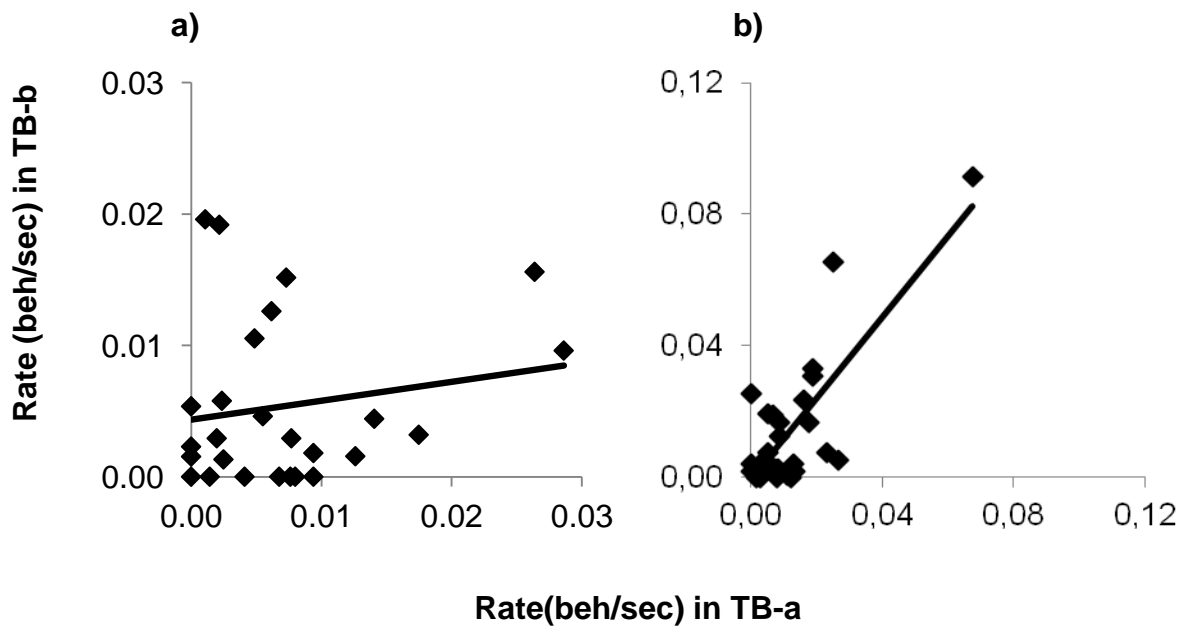 a)
b)
Rate (beh/sec) in TB-b
0.03
0.02
0.01
0.00
0.00 0.01 0.02 0.03
0,12
0,08
0,04
0,00
0,00 0,04 0,08 0,12
Rate(beh/sec) in TB-a